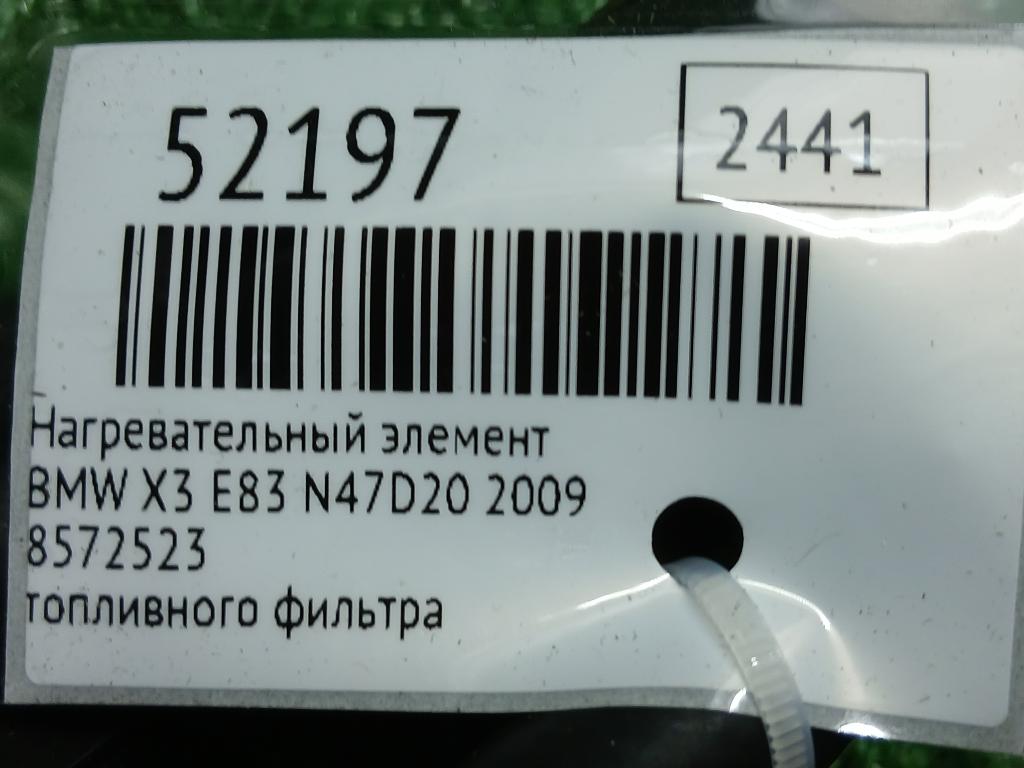 52197
2441
Нагревательный элемент
BMW X3 E83 N47D20 2009
8572523
топливного фильтра